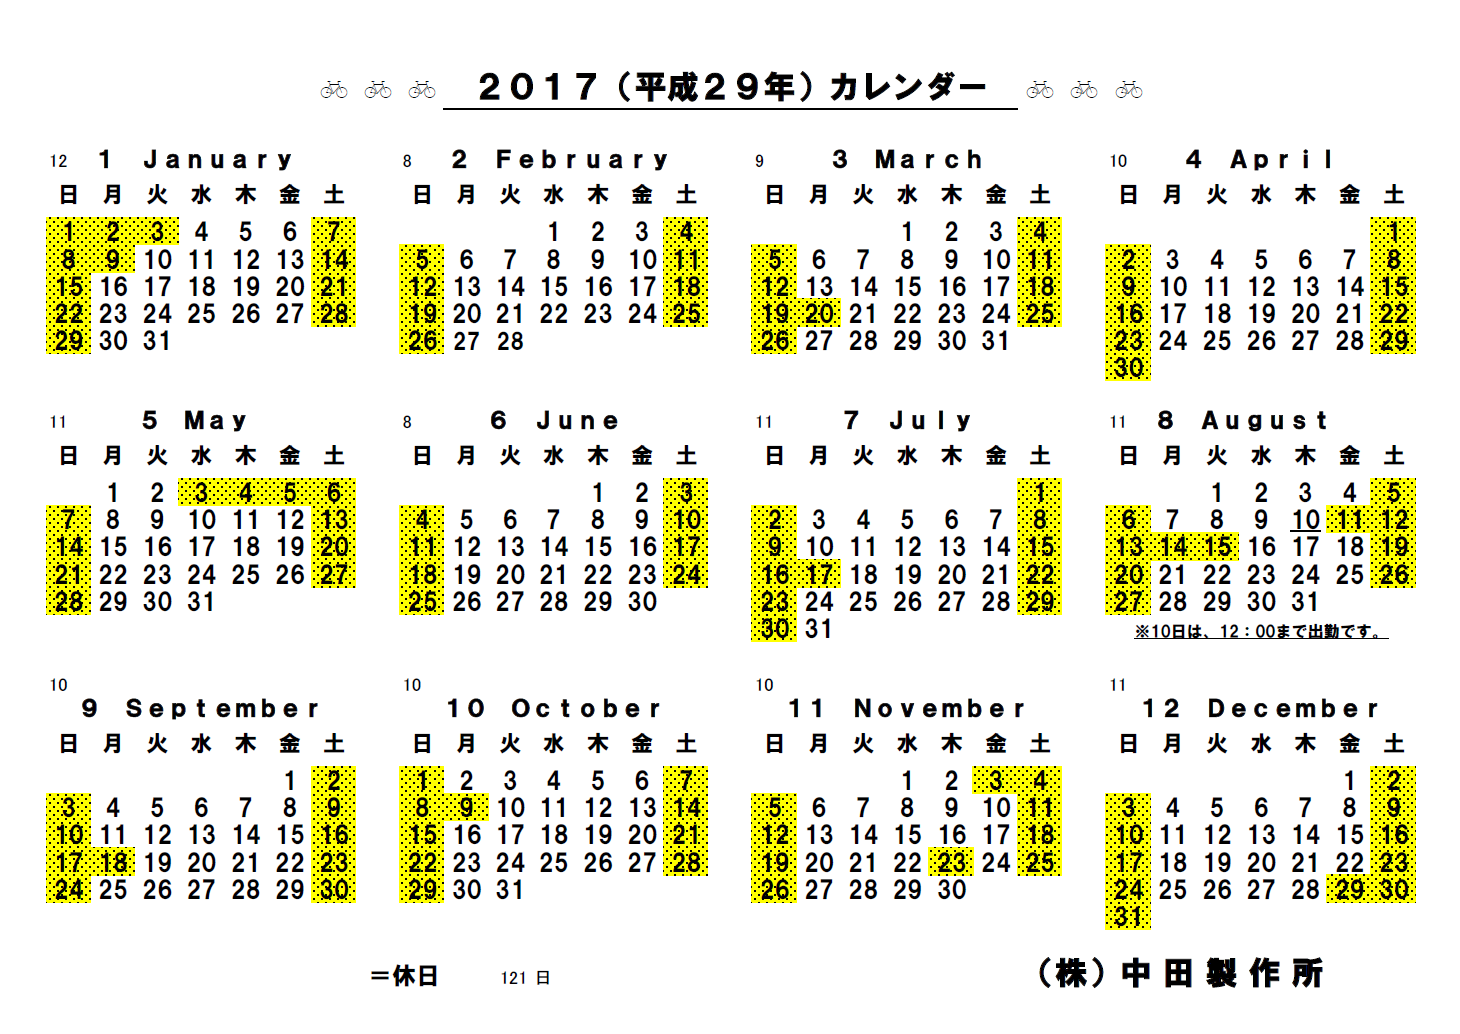 ２０１７（平成２９年）カレンダー
12 1 January
日 月 火 水 木 金 土
1 2 3 4 5 6 7
8 9 10 11 12 13 14
15 16 17 18 19 20 21
22 23 24 25 26 27 28
29 30 31
8 2 February
日 月 火 水 木 金 土
1 2 3 4
5 6 7 8 9 10 11
12 13 14 15 16 17 18
19 20 21 22 23 24 25
26 27 28
9 3 March
日 月 火 水 木 金 土
1 2 3 4
5 6 7 8 9 10 11
12 13 14 15 16 17 18
19 20 21 22 23 24 25
26 27 28 29 30 31
10 4 April
日 月 火 水 木 金 土
1
2 3 4 5 6 7 8
9 10 11 12 13 14 15
16 17 18 19 20 21 22
23 24 25 26 27 28 29
30
11 5 May
日 月 火 水 木 金 土
1 2 3 4 5 6
7 8 9 10 11 12 13
14 15 16 17 18 19 20
21 22 23 24 25 26 27
28 29 30 31
8 6 June
日 月 火 水 木 金 土
1 2 3
4 5 6 7 8 9 10
11 12 13 14 15 16 17
18 19 20 21 22 23 24
25 26 27 28 29 30
11 7 July
日 月 火 水 木 金 土
1
2 3 4 5 6 7 8
9 10 11 12 13 14 15
16 17 18 19 20 21 22
23 24 25 26 27 28 29
30 31
11 8 August
日 月 火 水 木 金 土
1 2 3 4 5
6 7 8 9 10 11 12
13 14 15 16 17 18 19
20 21 22 23 24 25 26
27 28 29 30 31
※10日は、12：00まで出勤です。
10
9 September
日 月 火 水 木 金 土
1 2
3 4 5 6 7 8 9
10 11 12 13 14 15 16
17 18 19 20 21 22 23
24 25 26 27 28 29 30
10
10 October
日 月 火 水 木 金 土
1 2 3 4 5 6 7
8 9 10 11 12 13 14
15 16 17 18 19 20 21
22 23 24 25 26 27 28
29 30 31
10
11 November
日 月 火 水 木 金 土
1 2 3 4
5 6 7 8 9 10 11
12 13 14 15 16 17 18
19 20 21 22 23 24 25
26 27 28 29 30
11
12 December
日 月 火 水 木 金 土
1 2
3 4 5 6 7 8 9
10 11 12 13 14 15 16
17 18 19 20 21 22 23
24 25 26 27 28 29 30
31
＝休日 121 日
（株）中田製作所